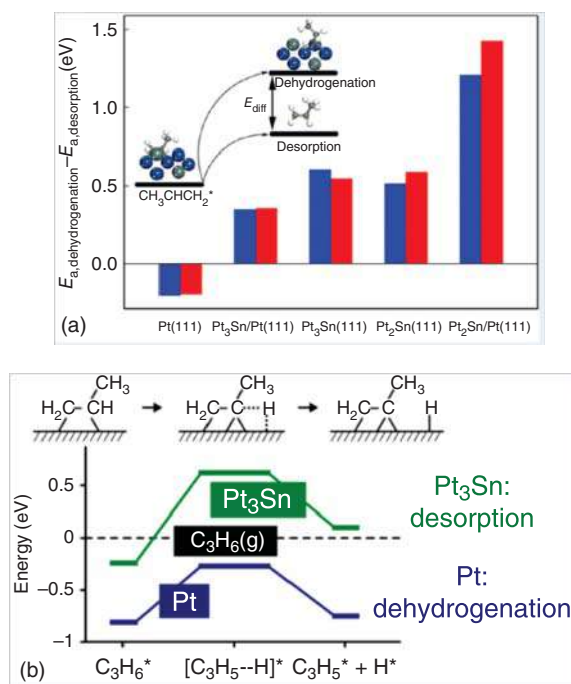 E_a,dehydrogenation–E_a,desorption(eV)
1.5
1.0
0.5
0.0
Dehydrogenation
E_diff
Desorption
CH₃CHCH₂*
Pt(111) Pt₃Sn/Pt(111) Pt₃Sn(111) Pt₂Sn(111) Pt₂Sn/Pt(111)
(a)
CH₃ CH₃ CH₃
H₂C CH H₂C C H H₂C C H
Energy (eV)
0.5
0
–0.5
–1
Pt₃Sn
C₃H₆(g)
Pt
Pt₃Sn:
desorption
Pt:
dehydrogenation
(b) C₃H₆* [C₃H₅--H]* C₃H₅* + H*